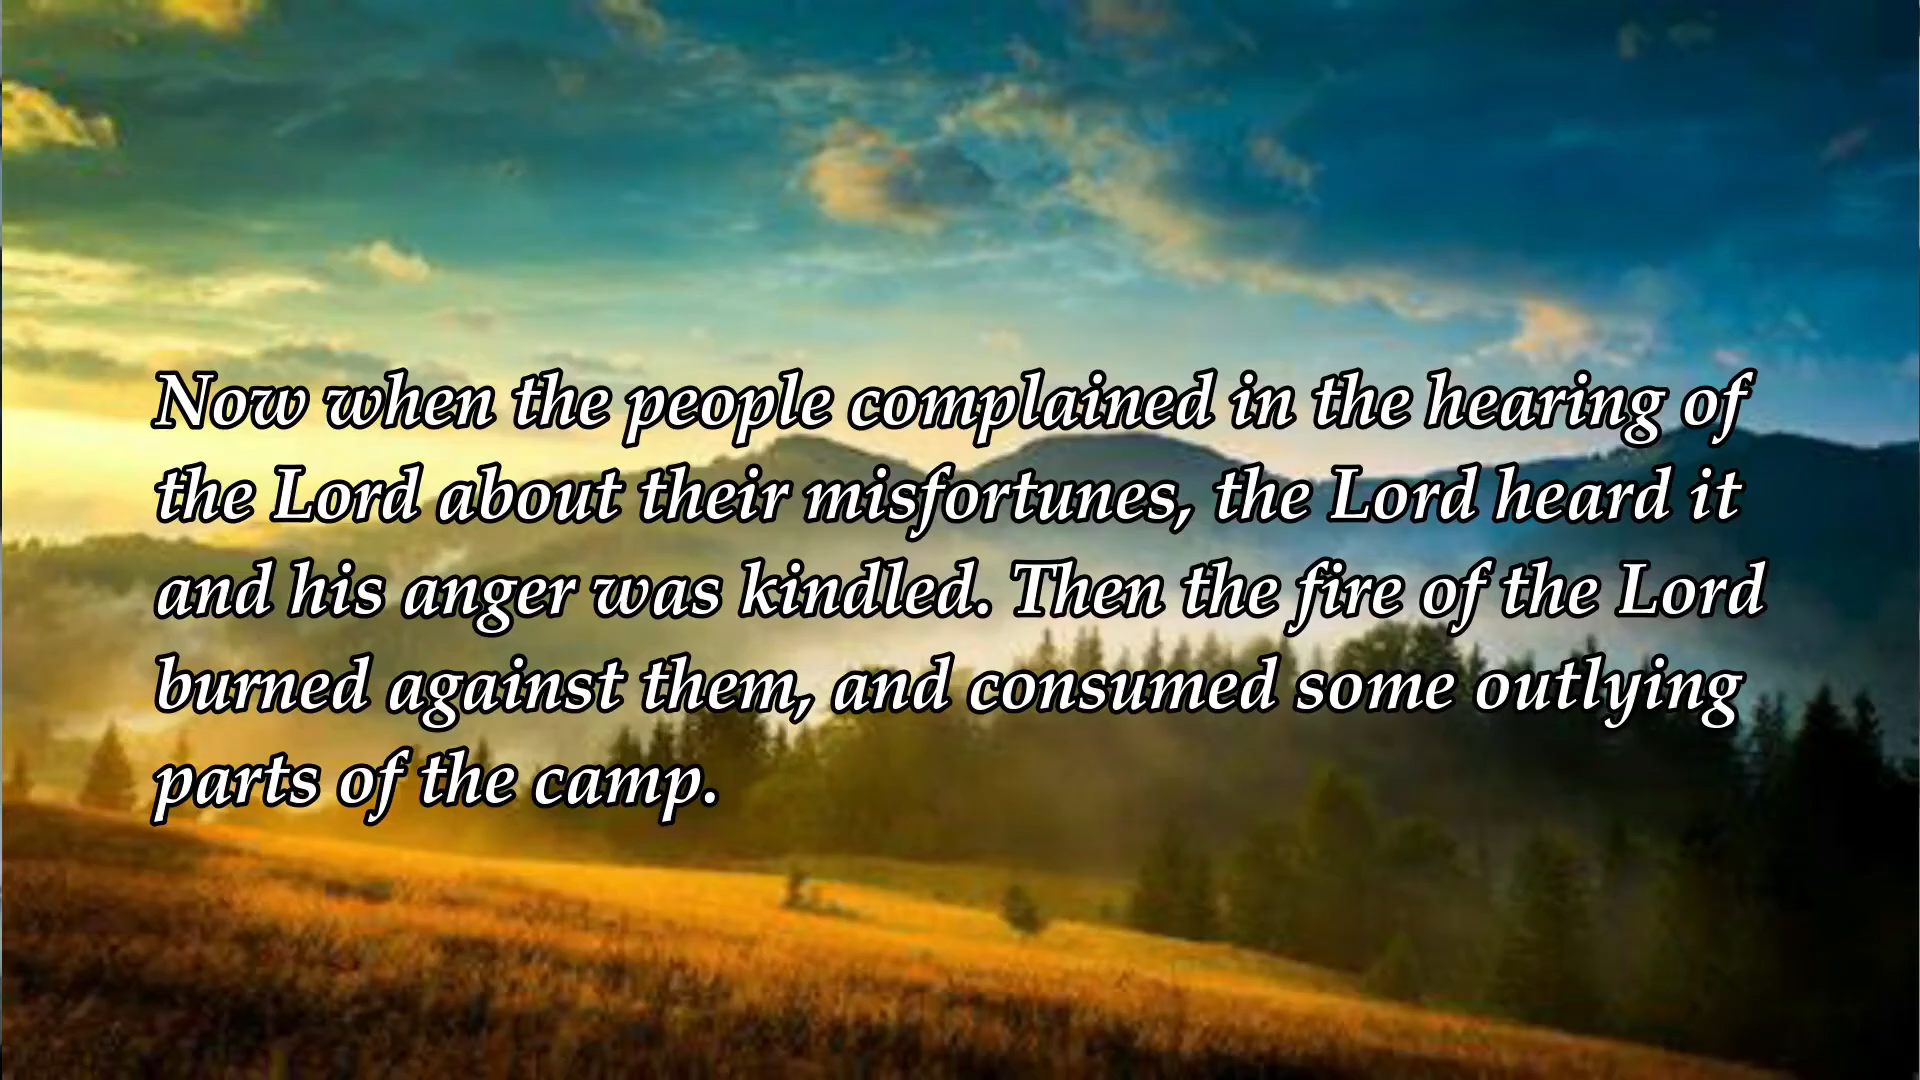 Now when the people complained in the hearing of
the Lord about their misfortunes, the Lord heard it
and his anger was kindled. Then the fire of the Lord
burned against them, and consumed some outlying
parts of the camp.